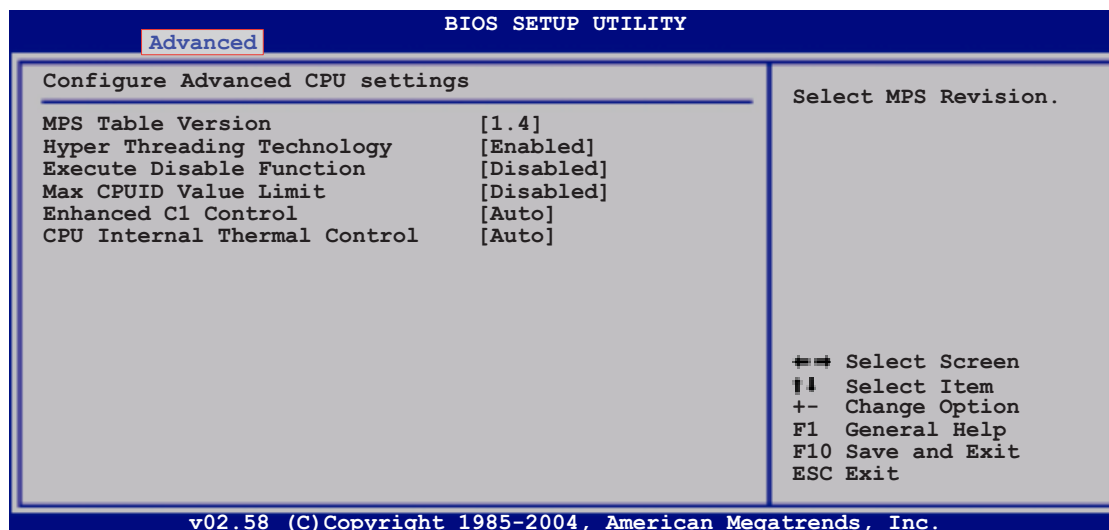 BIOS SETUP UTILITY
Advanced
Configure Advanced CPU settings
MPS Table Version [1.4]
Hyper Threading Technology [Enabled]
Execute Disable Function [Disabled]
Max CPUID Value Limit [Disabled]
Enhanced C1 Control [Auto]
CPU Internal Thermal Control [Auto]
Select MPS Revision.
←→ Select Screen
↑↓ Select Item
+- Change Option
F1 General Help
F10 Save and Exit
ESC Exit
v02.58 (C)Copyright 1985-2004, American Megatrends, Inc.